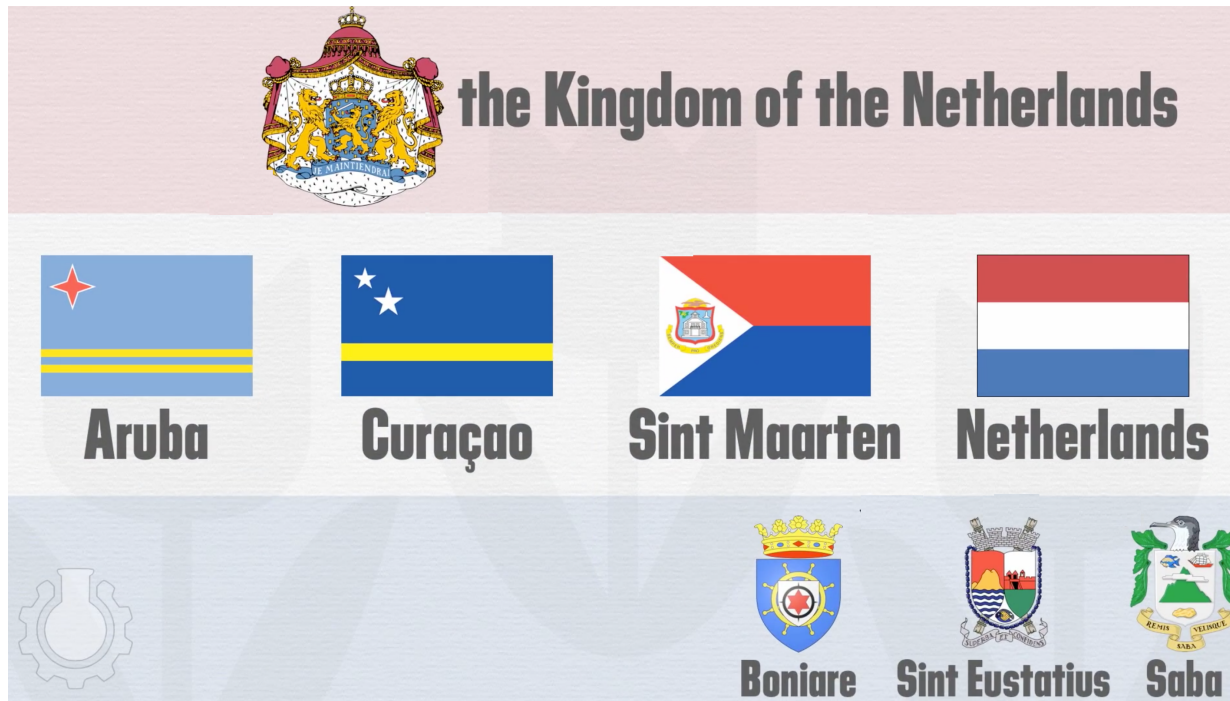 the Kingdom of the Netherlands
JE MAINTIENDRAI
Aruba
Curaçao
Sint Maarten
Netherlands
REMIS VELISQUE
SABA
Boniare
Sint Eustatius
Saba